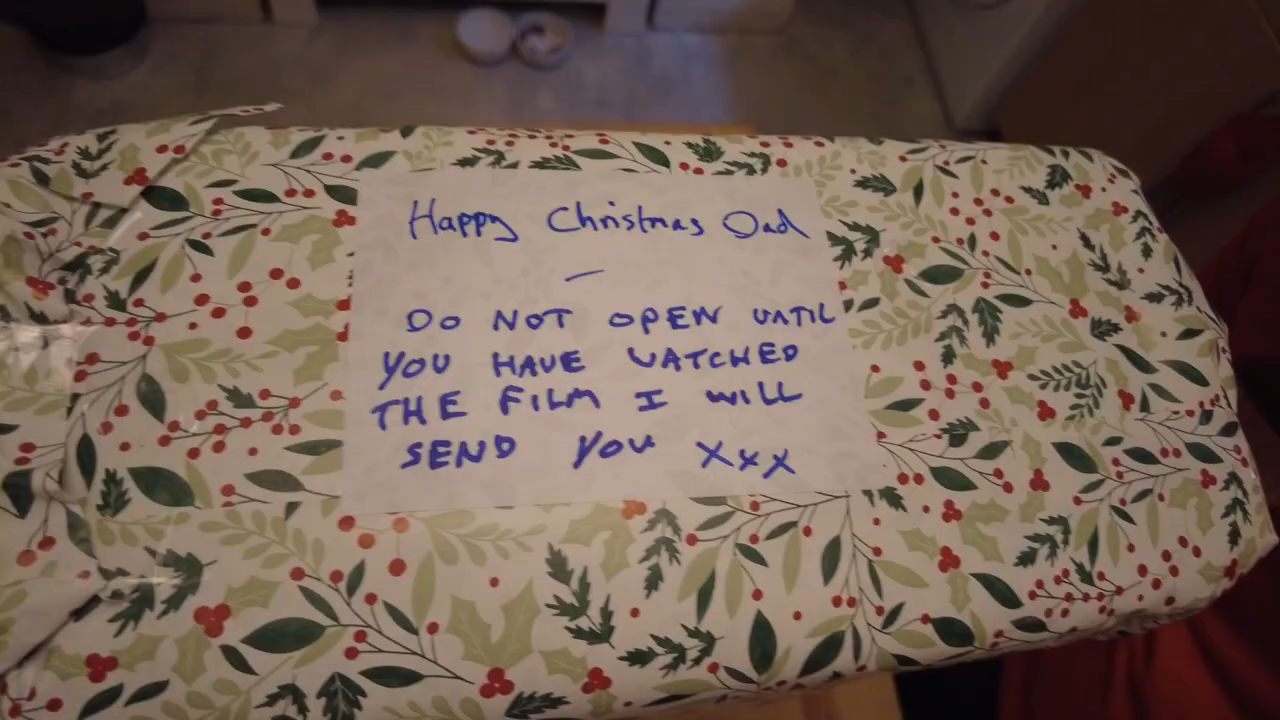 Happy Christmas Dad
—
DO NOT OPEN UNTIL
YOU HAVE WATCHED
THE FILM I WILL
SEND YOU XXX